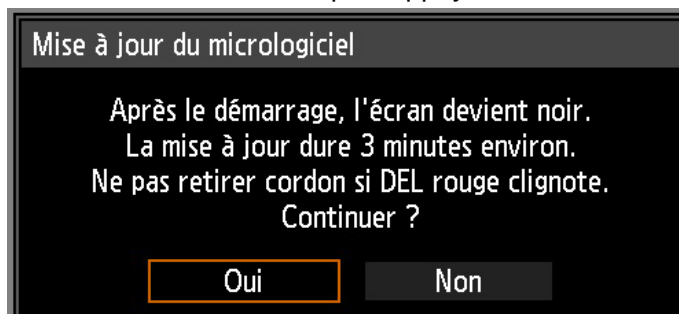 Mise à jour du micrologiciel
Après le démarrage, l'écran devient noir.
La mise à jour dure 3 minutes environ.
Ne pas retirer cordon si DEL rouge clignote.
Continuer ?
Oui Non